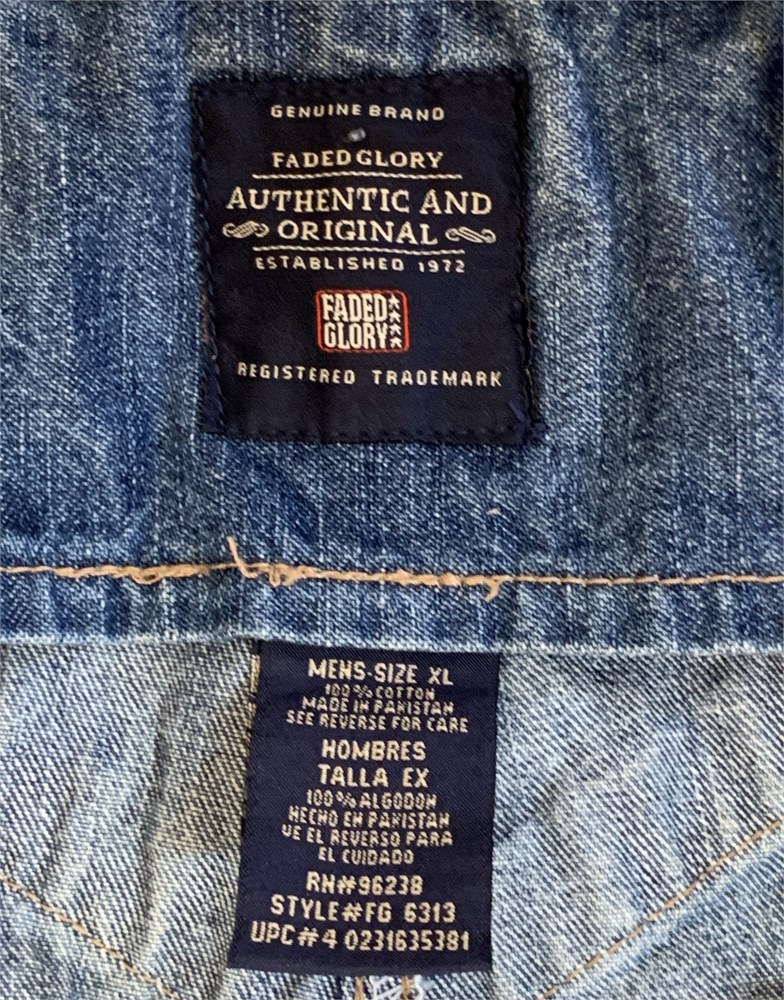 GENUINE BRAND
FADED GLORY
AUTHENTIC AND
ORIGINAL
ESTABLISHED 1972
FADED
GLORY
REGISTERED TRADEMARK
MENS-SIZE XL
100% COTTON
MADE IN PAKISTAN
SEE REVERSE FOR CARE
HOMBRES
TALLA EX
100% ALGODON
HECHO EN PAKISTAN
VE EL REVERSO PARA
EL CUIDADO
RN#96238
STYLE#FG 6313
UPC#4 0231635381